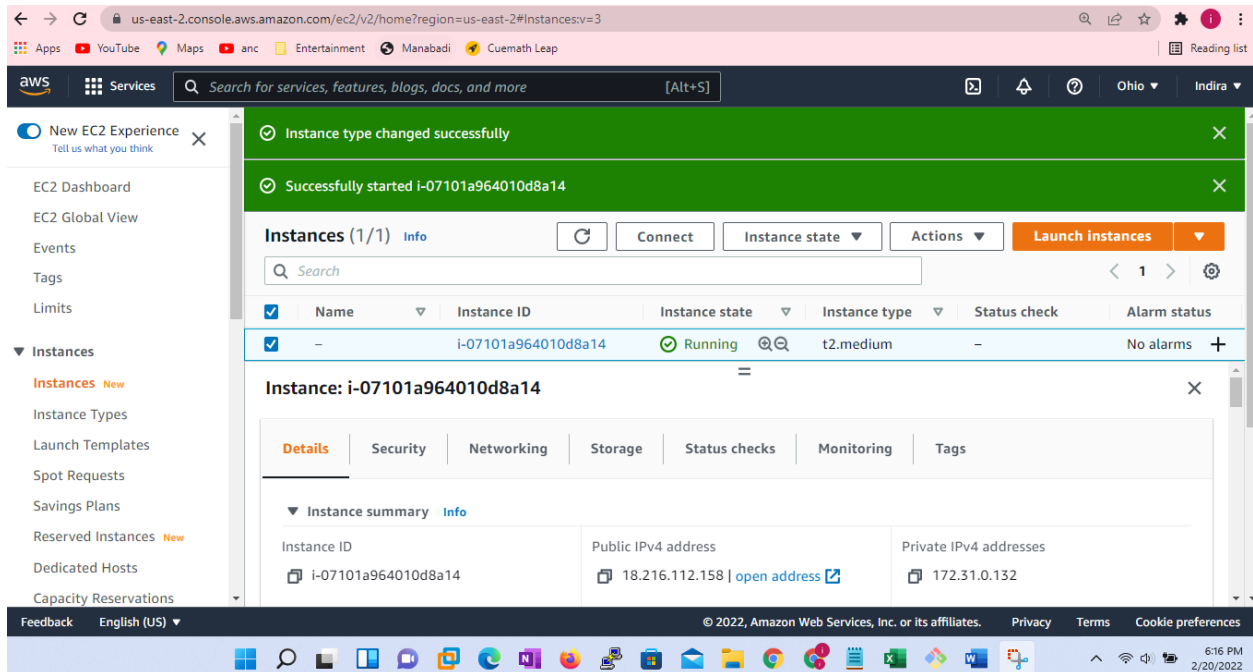 us-east-2.console.aws.amazon.com/ec2/v2/home?region=us-east-2#Instances:v=3
i
Apps YouTube Maps anc Entertainment Manabadi Cuemath Leap Reading list
aws Services Search for services, features, blogs, docs, and more [Alt+S] Ohio ▼ Indira ▼
New EC2 Experience
Tell us what you think
EC2 Dashboard
EC2 Global View
Events
Tags
Limits
▼ Instances
Instances New
Instance Types
Launch Templates
Spot Requests
Savings Plans
Reserved Instances New
Dedicated Hosts
Capacity Reservations
Instance type changed successfully
Successfully started i-07101a964010d8a14
Instances (1/1) Info Connect Instance state ▼ Actions ▼ Launch instances ▼
Search 1
Name Instance ID Instance state Instance type Status check Alarm status
– i-07101a964010d8a14 Running t2.medium – No alarms +
Instance: i-07101a964010d8a14
Details Security Networking Storage Status checks Monitoring Tags
▼ Instance summary Info
Instance ID Public IPv4 address Private IPv4 addresses
i-07101a964010d8a14 18.216.112.158 | open address 172.31.0.132
Feedback English (US) ▼ © 2022, Amazon Web Services, Inc. or its affiliates. Privacy Terms Cookie preferences
6:16 PM
2/20/2022